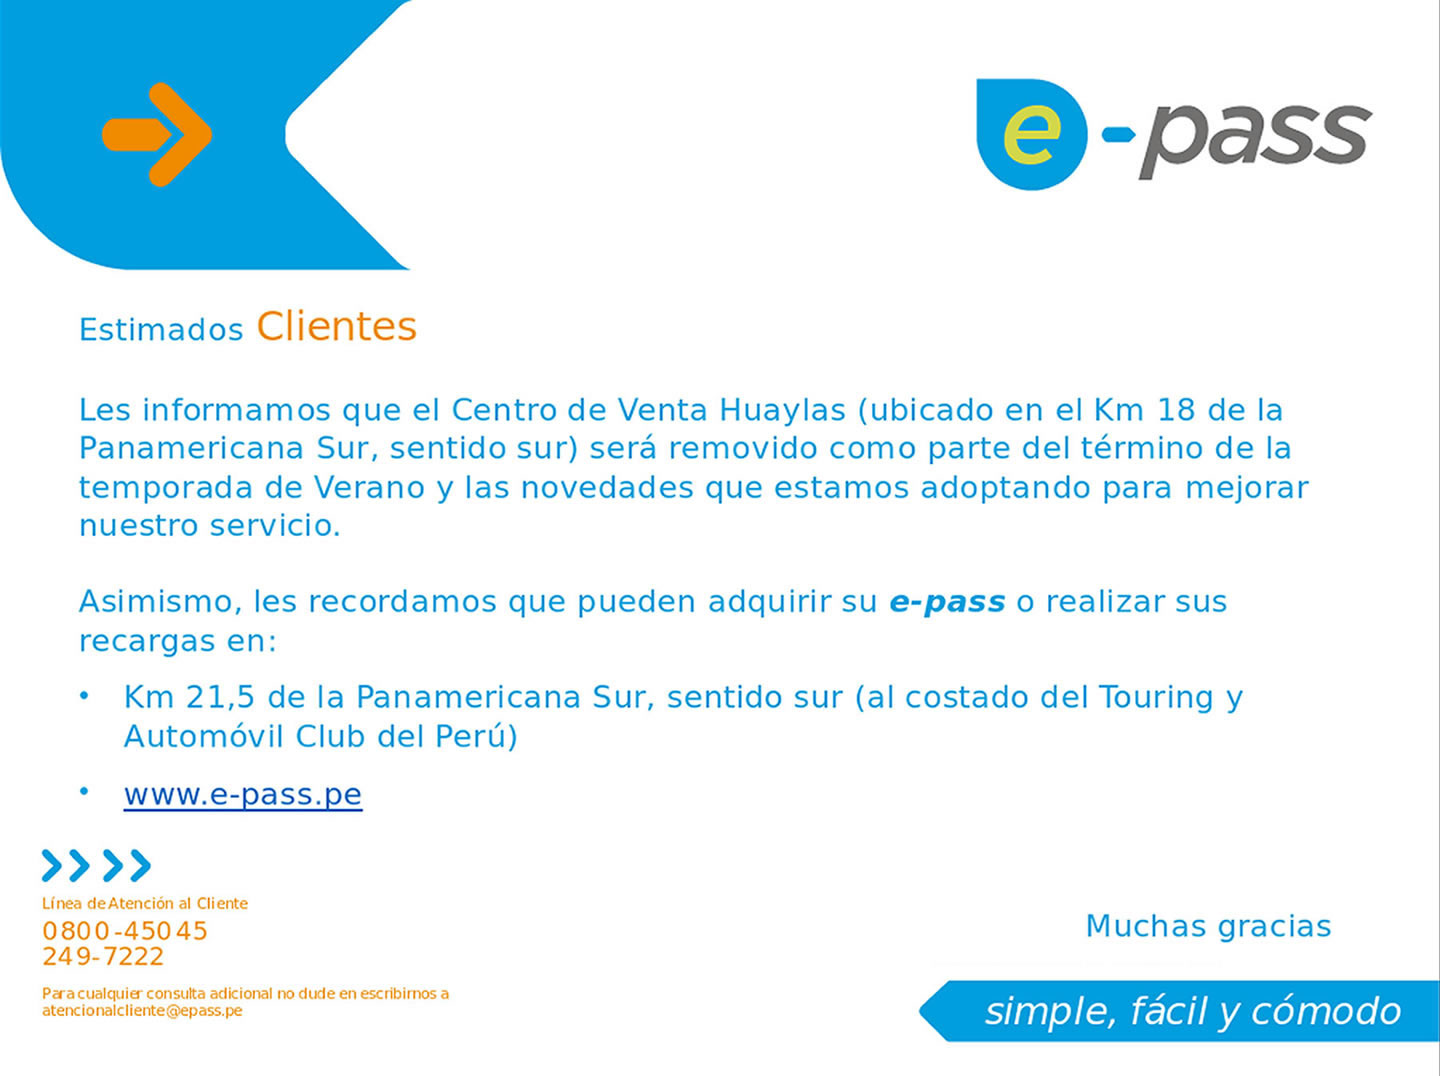 e-pass
Estimados Clientes
Les informamos que el Centro de Venta Huaylas (ubicado en el Km 18 de la
Panamericana Sur, sentido sur) será removido como parte del término de la
temporada de Verano y las novedades que estamos adoptando para mejorar
nuestro servicio.
Asimismo, les recordamos que pueden adquirir su e-pass o realizar sus
recargas en:
• Km 21,5 de la Panamericana Sur, sentido sur (al costado del Touring y
Automóvil Club del Perú)
• www.e-pass.pe
Línea de Atención al Cliente
0800-45045
249-7222
Para cualquier consulta adicional no dude en escribirnos a
atencionalcliente@epass.pe
Muchas gracias
simple, fácil y cómodo